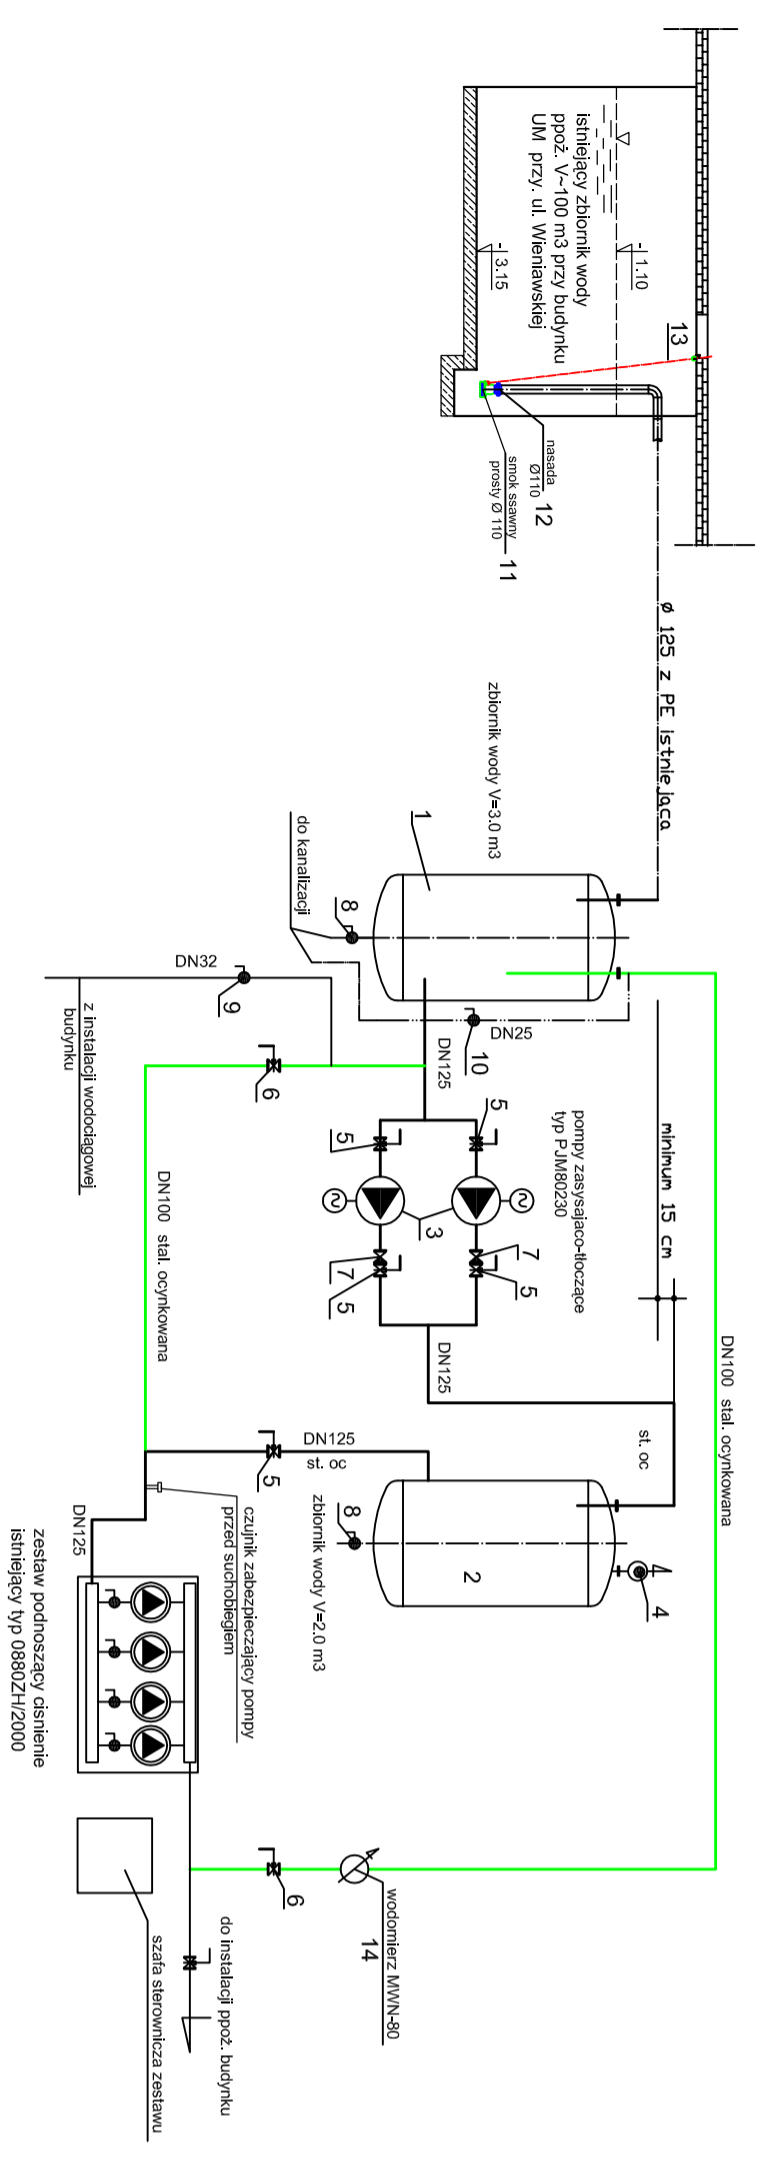 istniejący zbiornik wody
ppoż. V~100 m3 przy budynku
UM przy. ul. Wieniawskiej
-1.10
-3.15
13
nasada
Ø110
12
smok ssawny
prosty Ø 110
11
ø 125 z PE istniejąca
zbiornik wody V=3.0 m3
1
do kanalizacji
8
DN32
9
z instalacji wodociągowej
budynku
DN25
10
DN125
6
DN100 stal. ocynkowana
5
5
pompy zasysajaco-tłoczące
typ PJM80230
3
7
5
7
5
minimum 15 cm
DN125
DN100 stal. ocynkowana
st. oc
DN125
st. oc
5
zbiornik wody V=2.0 m3
8
2
4
czujnik zabezpieczający pompy
przed suchobiegiem
DN125
zestaw podnoszący cisnienie
istniejący typ 0880ZH/2000
6
wodomierz MWN-80
14
do instalacji ppoż. budynku
szafa sterownicza zestawu